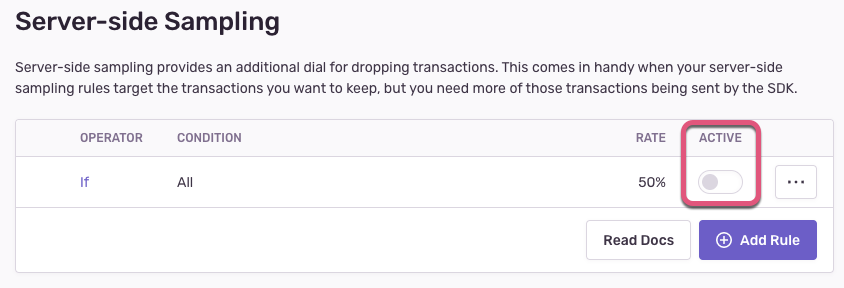 Server-side Sampling
Server-side sampling provides an additional dial for dropping transactions. This comes in handy when your server-side
sampling rules target the transactions you want to keep, but you need more of those transactions being sent by the SDK.
OPERATOR CONDITION RATE ACTIVE
If All 50%
Read Docs Add Rule